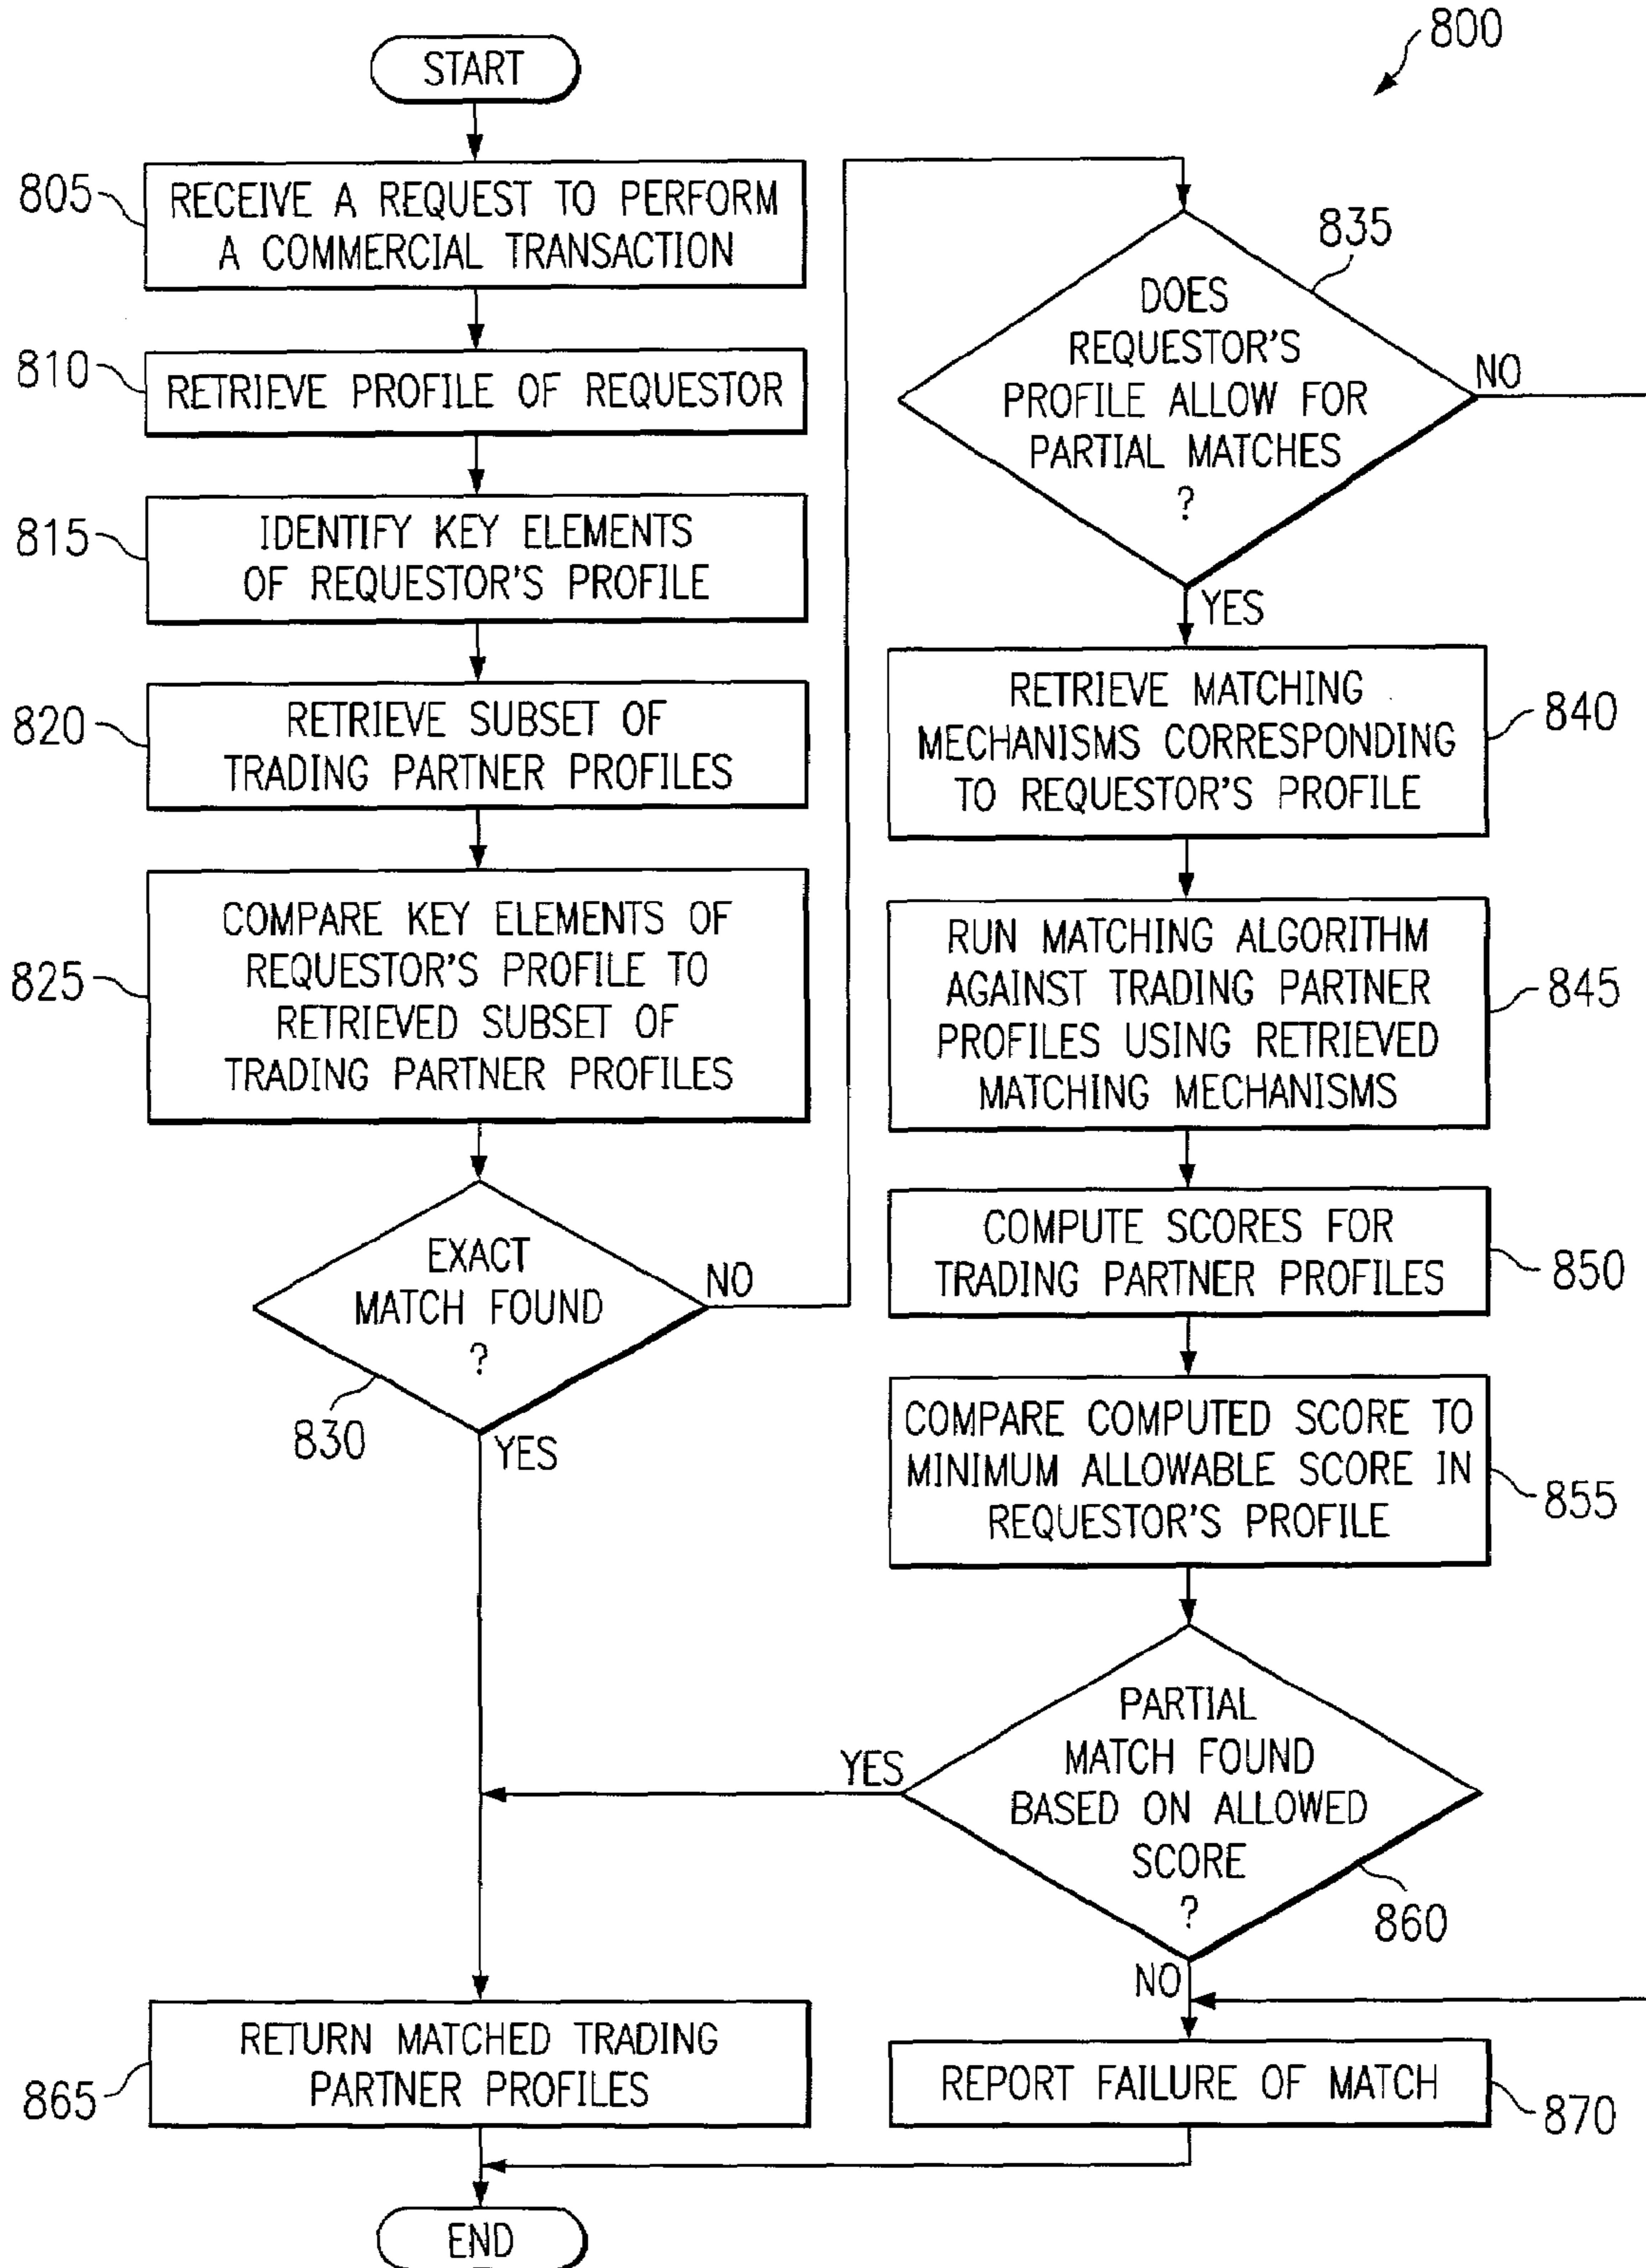 800
START
805
RECEIVE A REQUEST TO PERFORM
A COMMERCIAL TRANSACTION
810
RETRIEVE PROFILE OF REQUESTOR
815
IDENTIFY KEY ELEMENTS
OF REQUESTOR'S PROFILE
820
RETRIEVE SUBSET OF
TRADING PARTNER PROFILES
825
COMPARE KEY ELEMENTS OF
REQUESTOR'S PROFILE TO
RETRIEVED SUBSET OF
TRADING PARTNER PROFILES
EXACT
MATCH FOUND
?
NO
830
YES
835
DOES
REQUESTOR'S
PROFILE ALLOW FOR
PARTIAL MATCHES
?
NO
YES
RETRIEVE MATCHING
MECHANISMS CORRESPONDING
TO REQUESTOR'S PROFILE
840
RUN MATCHING ALGORITHM
AGAINST TRADING PARTNER
PROFILES USING RETRIEVED
MATCHING MECHANISMS
845
COMPUTE SCORES FOR
TRADING PARTNER PROFILES
850
COMPARE COMPUTED SCORE TO
MINIMUM ALLOWABLE SCORE IN
REQUESTOR'S PROFILE
855
PARTIAL
MATCH FOUND
BASED ON ALLOWED
SCORE
?
YES
860
NO
RETURN MATCHED TRADING
PARTNER PROFILES
865
REPORT FAILURE OF MATCH
870
END